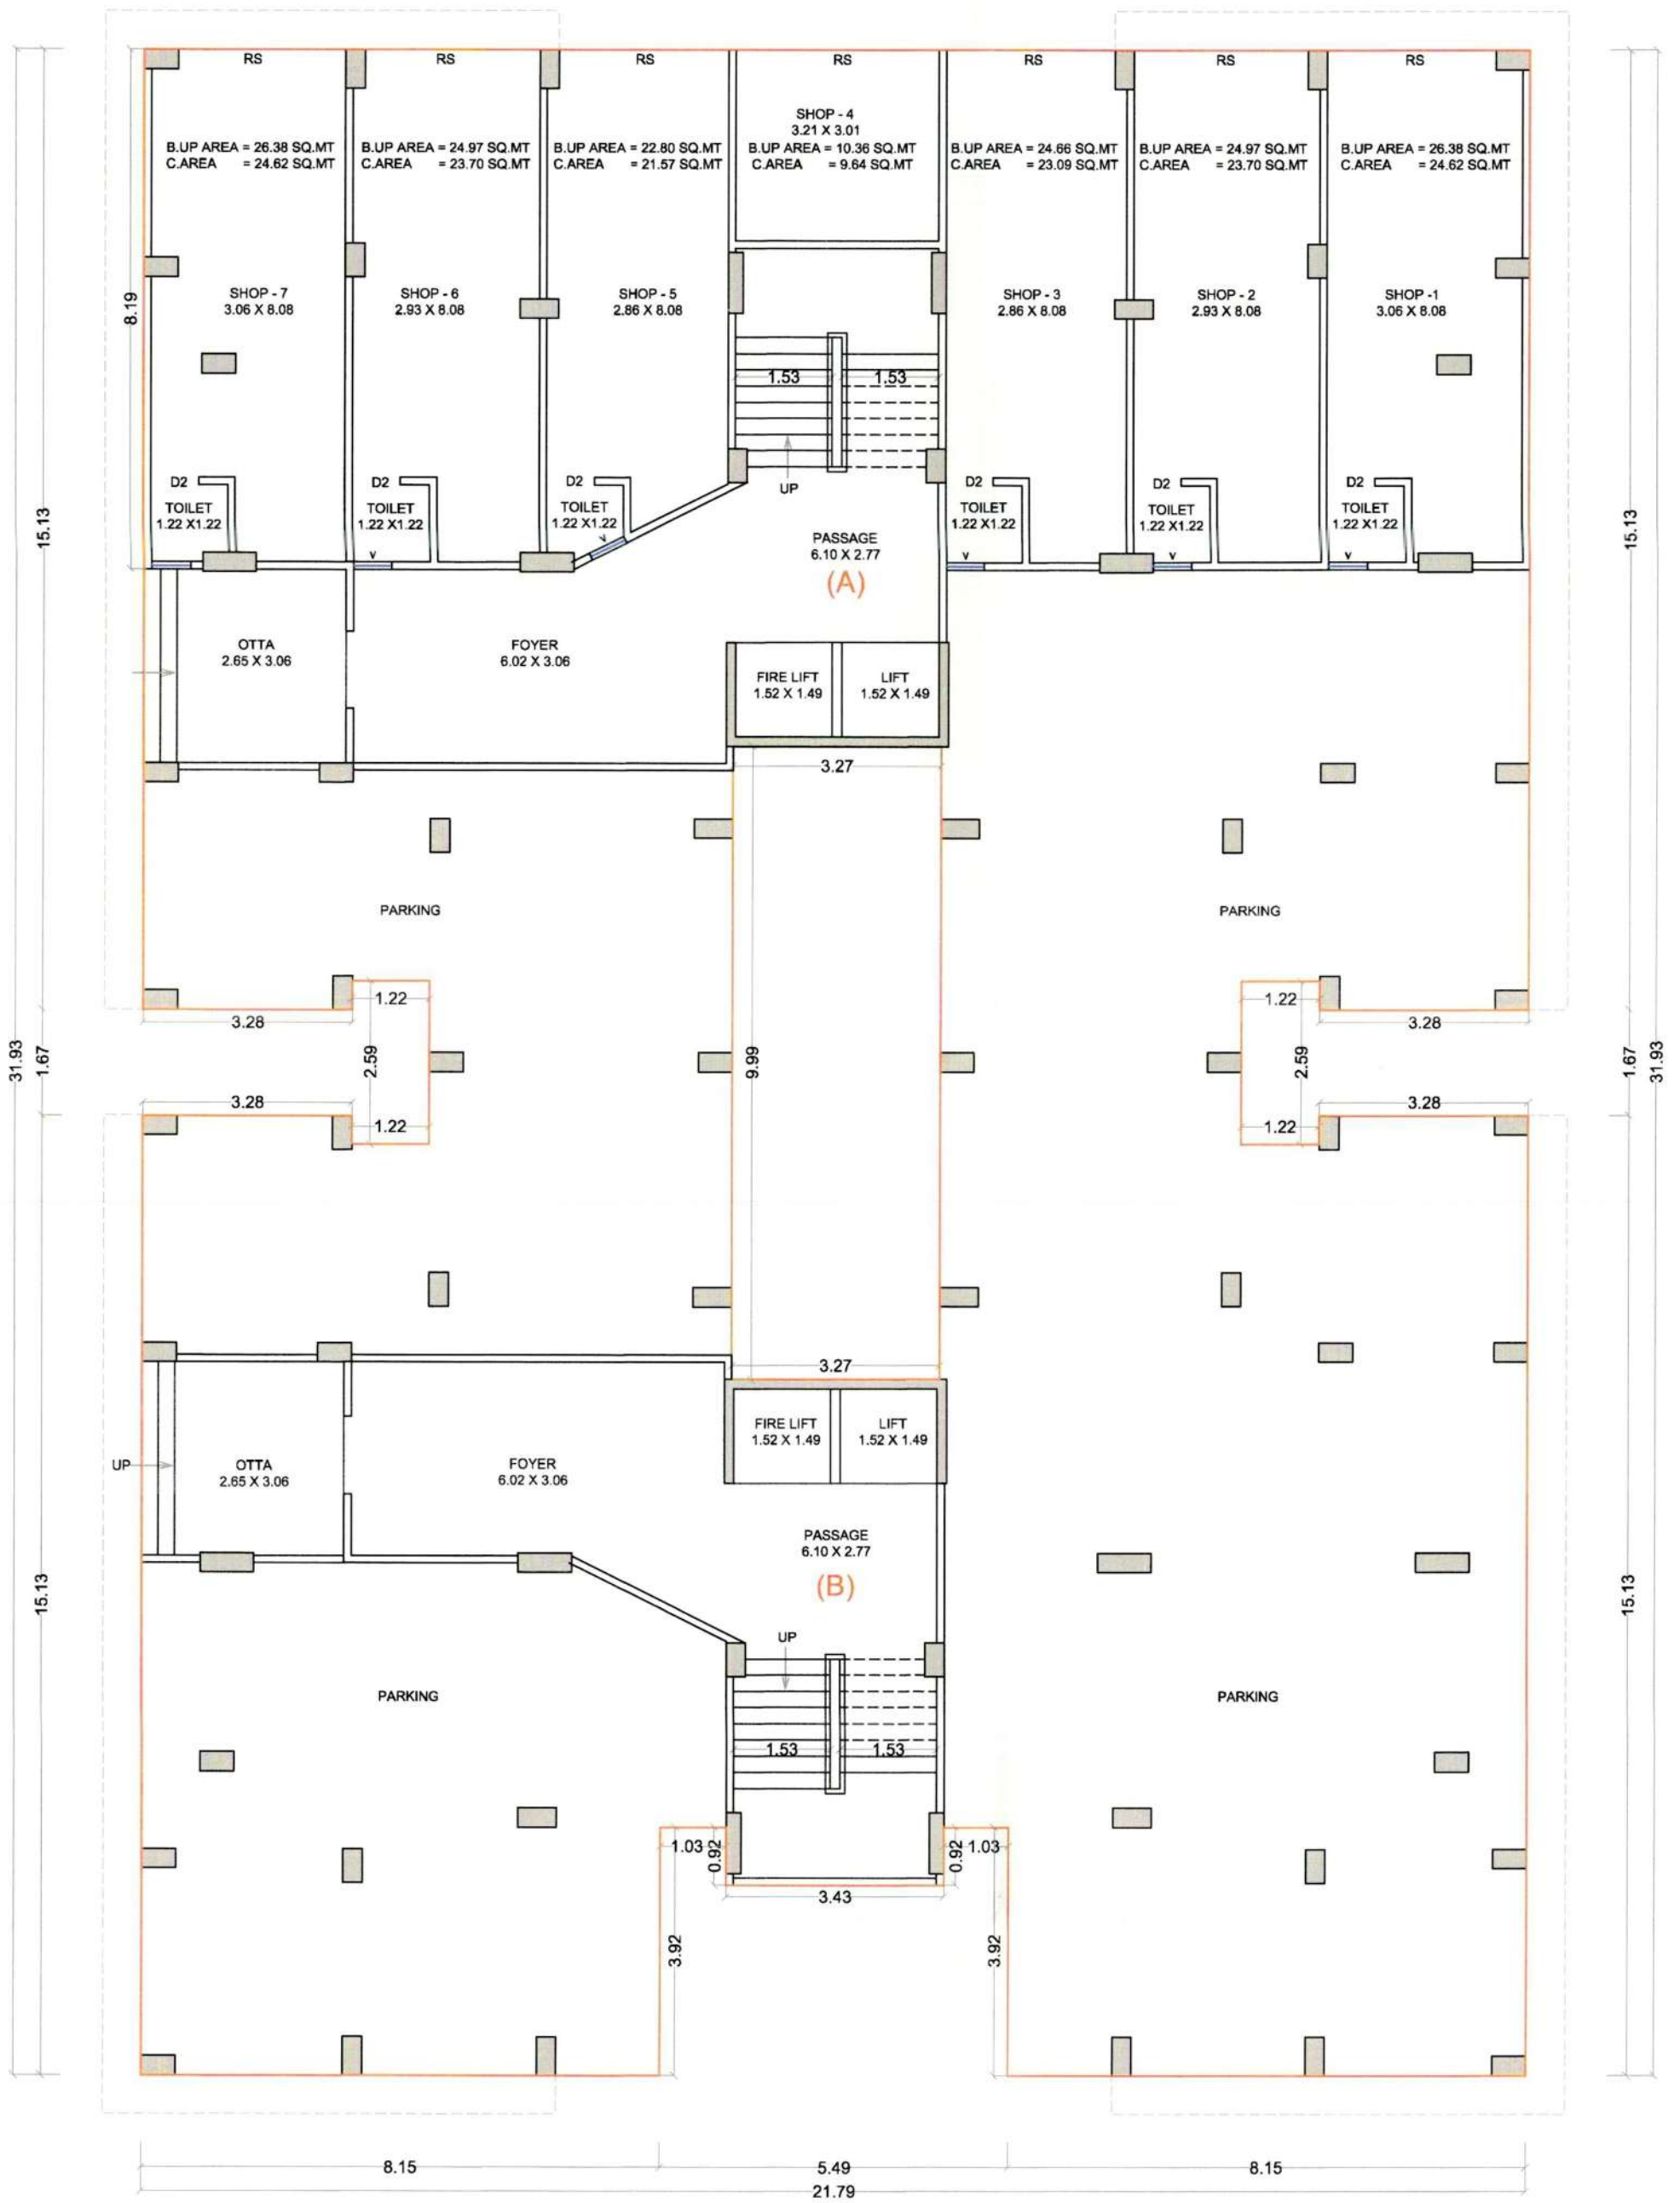 RS
RS
RS
RS
RS
RS
RS
SHOP - 4
3.21 X 3.01
B.UP AREA = 26.38 SQ.MT
C.AREA = 24.62 SQ.MT
B.UP AREA = 24.97 SQ.MT
C.AREA = 23.70 SQ.MT
B.UP AREA = 22.80 SQ.MT
C.AREA = 21.57 SQ.MT
B.UP AREA = 10.36 SQ.MT
C.AREA = 9.64 SQ.MT
B.UP AREA = 24.66 SQ.MT
C.AREA = 23.09 SQ.MT
B.UP AREA = 24.97 SQ.MT
C.AREA = 23.70 SQ.MT
B.UP AREA = 26.38 SQ.MT
C.AREA = 24.62 SQ.MT
8.19
SHOP - 7
3.06 X 8.08
SHOP - 6
2.93 X 8.08
SHOP - 5
2.86 X 8.08
SHOP - 3
2.86 X 8.08
SHOP - 2
2.93 X 8.08
SHOP -1
3.06 X 8.08
1.53
1.53
UP
D2
TOILET
1.22 X1.22
D2
TOILET
1.22 X1.22
V
D2
TOILET
1.22 X1.22
V
D2
TOILET
1.22 X1.22
V
D2
TOILET
1.22 X1.22
V
D2
TOILET
1.22 X1.22
V
15.13
15.13
PASSAGE
6.10 X 2.77
(A)
OTTA
2.65 X 3.06
FOYER
6.02 X 3.06
FIRE LIFT
1.52 X 1.49
LIFT
1.52 X 1.49
3.27
PARKING
PARKING
1.22
1.22
3.28
3.28
31.93
1.67
2.59
9.99
2.59
1.67
31.93
3.28
3.28
1.22
1.22
3.27
FIRE LIFT
1.52 X 1.49
LIFT
1.52 X 1.49
UP
OTTA
2.65 X 3.06
FOYER
6.02 X 3.06
PASSAGE
6.10 X 2.77
(B)
15.13
15.13
UP
PARKING
PARKING
1.53
1.53
1.03
0.92
0.92
1.03
3.43
3.92
3.92
8.15
5.49
8.15
21.79